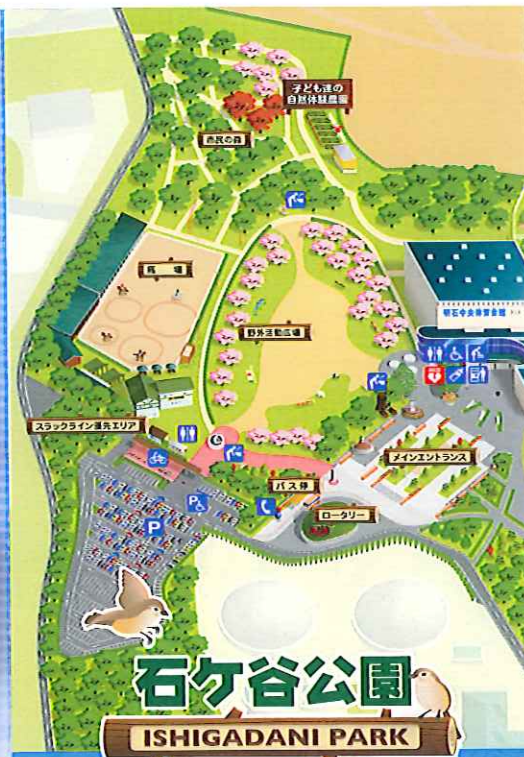 子ども達の
自然体験農園
市民の森
馬場
野外活動広場
明石中央体育会館
AED
スラックライン優先エリア
メインエントランス
バス停
ロータリー
P
P
石ケ谷公園
ISHIGADANI PARK